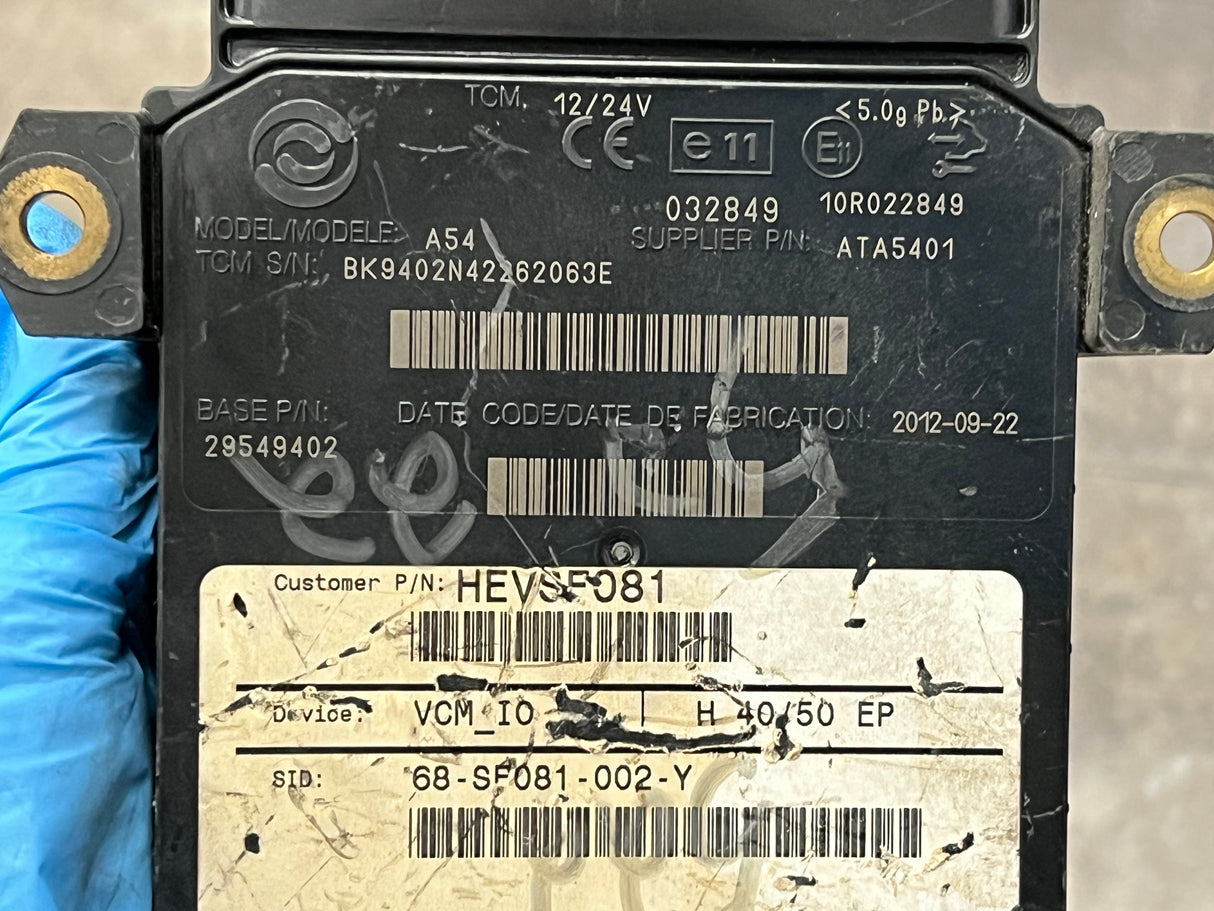 TCM. 12/24V <5.0g Pb.>
CE e11 E11
032849 10R022849
MODEL/MODELE: A54 SUPPLIER P/N: ATA5401
TCM S/N: BK9402N42262063E
BASE P/N: DATE CODE/DATE DE FABRICATION: 2012-09-22
29549402
Customer P/N: HEVSF081
Device: VCM_IO H 40/50 EP
SID: 68-SF081-002-Y